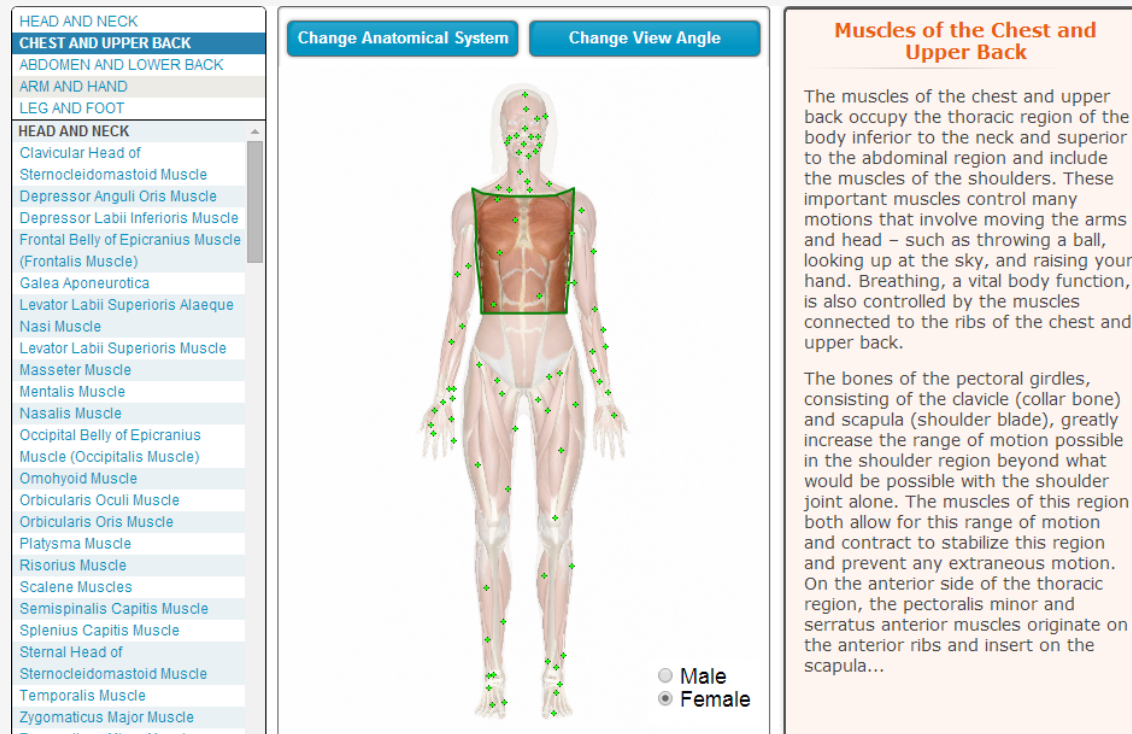 HEAD AND NECK
CHEST AND UPPER BACK
ABDOMEN AND LOWER BACK
ARM AND HAND
LEG AND FOOT
HEAD AND NECK
Clavicular Head of
Sternocleidomastoid Muscle
Depressor Anguli Oris Muscle
Depressor Labii Inferioris Muscle
Frontal Belly of Epicranius Muscle
(Frontalis Muscle)
Galea Aponeurotica
Levator Labii Superioris Alaeque
Nasi Muscle
Levator Labii Superioris Muscle
Masseter Muscle
Mentalis Muscle
Nasalis Muscle
Occipital Belly of Epicranius
Muscle (Occipitalis Muscle)
Omohyoid Muscle
Orbicularis Oculi Muscle
Orbicularis Oris Muscle
Platysma Muscle
Risorius Muscle
Scalene Muscles
Semispinalis Capitis Muscle
Splenius Capitis Muscle
Sternal Head of
Sternocleidomastoid Muscle
Temporalis Muscle
Zygomaticus Major Muscle
Change Anatomical System
Change View Angle
Male
Female
Muscles of the Chest and
Upper Back
The muscles of the chest and upper
back occupy the thoracic region of the
body inferior to the neck and superior
to the abdominal region and include
the muscles of the shoulders. These
important muscles control many
motions that involve moving the arms
and head – such as throwing a ball,
looking up at the sky, and raising your
hand. Breathing, a vital body function,
is also controlled by the muscles
connected to the ribs of the chest and
upper back.
The bones of the pectoral girdles,
consisting of the clavicle (collar bone)
and scapula (shoulder blade), greatly
increase the range of motion possible
in the shoulder region beyond what
would be possible with the shoulder
joint alone. The muscles of this region
both allow for this range of motion
and contract to stabilize this region
and prevent any extraneous motion.
On the anterior side of the thoracic
region, the pectoralis minor and
serratus anterior muscles originate on
the anterior ribs and insert on the
scapula...